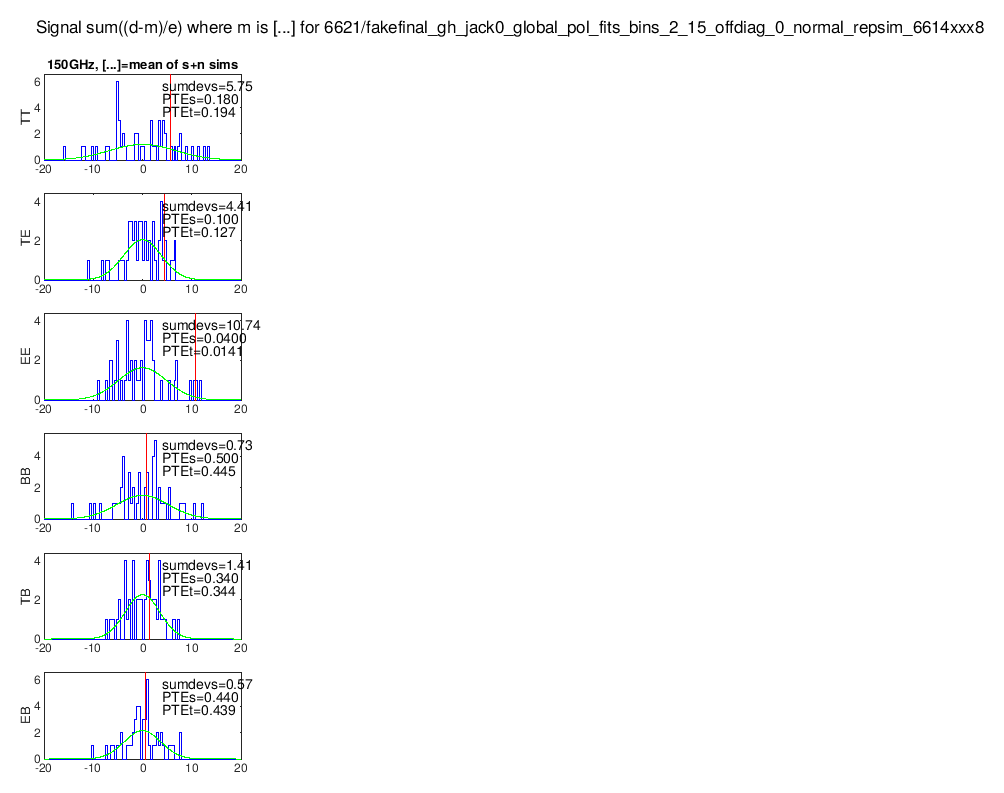 Signal sum((d-m)/e) where m is [...] for 6621/fakefinal_gh_jack0_global_pol_fits_bins_2_15_offdiag_0_normal_repsim_6614xxx8
150GHz, [...]=mean of s+n sims
sumdevs=5.75
PTEs=0.180
PTEt=0.194
TT
6
4
2
0
-20 -10 0 10 20
sumdevs=4.41
PTEs=0.100
PTEt=0.127
TE
4
2
0
-20 -10 0 10 20
sumdevs=10.74
PTEs=0.0400
PTEt=0.0141
EE
4
2
0
-20 -10 0 10 20
sumdevs=0.73
PTEs=0.500
PTEt=0.445
BB
4
2
0
-20 -10 0 10 20
sumdevs=1.41
PTEs=0.340
PTEt=0.344
TB
4
2
0
-20 -10 0 10 20
sumdevs=0.57
PTEs=0.440
PTEt=0.439
EB
6
4
2
0
-20 -10 0 10 20